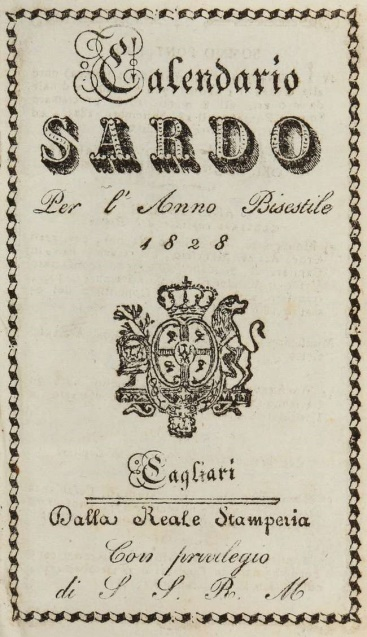 Calendario
SARDO
Per l' Anno Bisestile
1828
Cagliari
Dalla Reale Stamperia
Con privilegio
di S S. R. M